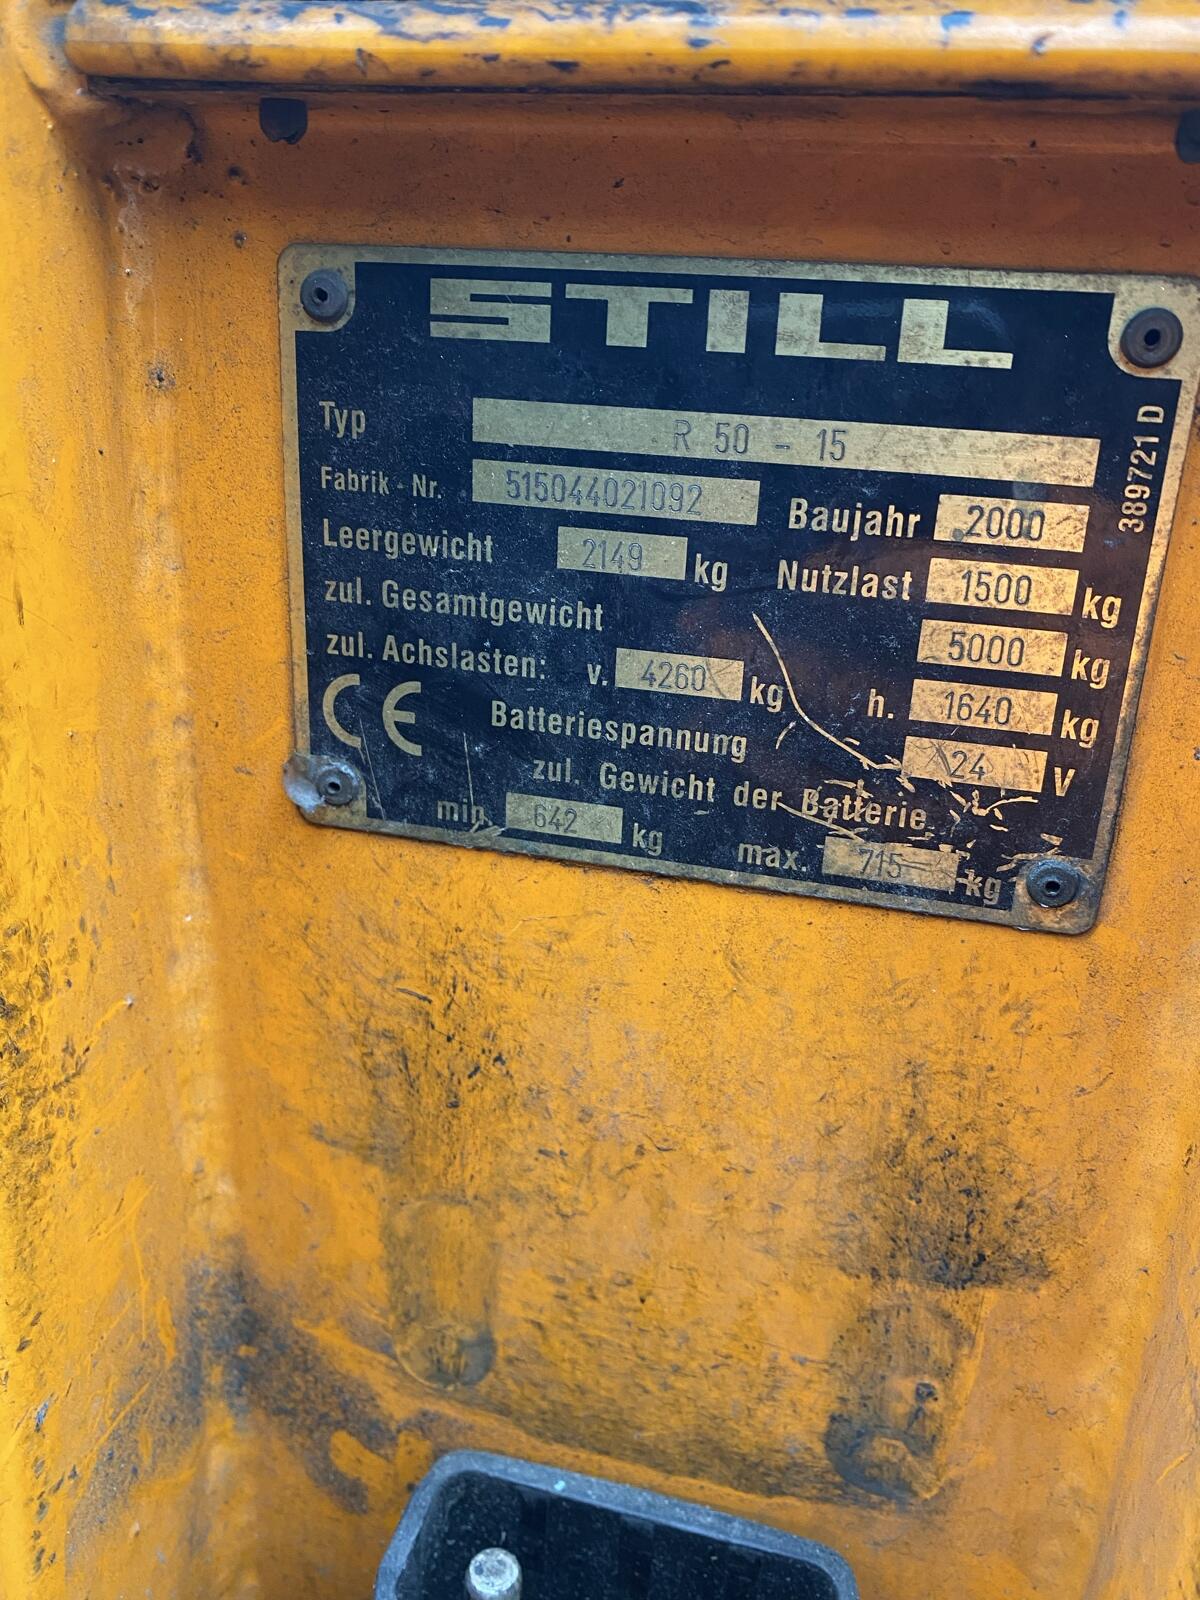 STILL
Typ R 50 - 15
Fabrik - Nr. 515044021092 Baujahr 2000
Leergewicht 2149 kg Nutzlast 1500 kg
zul. Gesamtgewicht 5000 kg
zul. Achslasten: v. 4260 kg h. 1640 kg
CE Batteriespannung 24 V
zul. Gewicht der Batterie
min. 642 kg max. 715 kg
389721 D